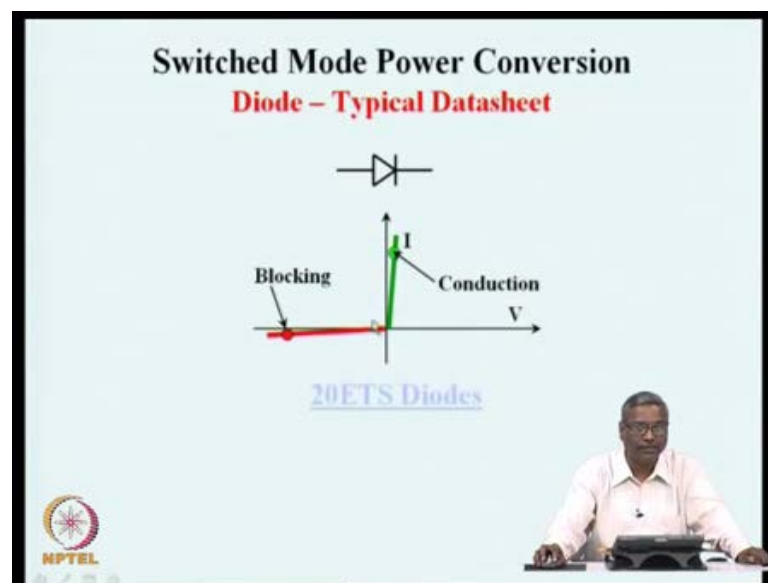 Switched Mode Power Conversion
Diode – Typical Datasheet
I
Blocking
Conduction
V
20ETS Diodes
NPTEL